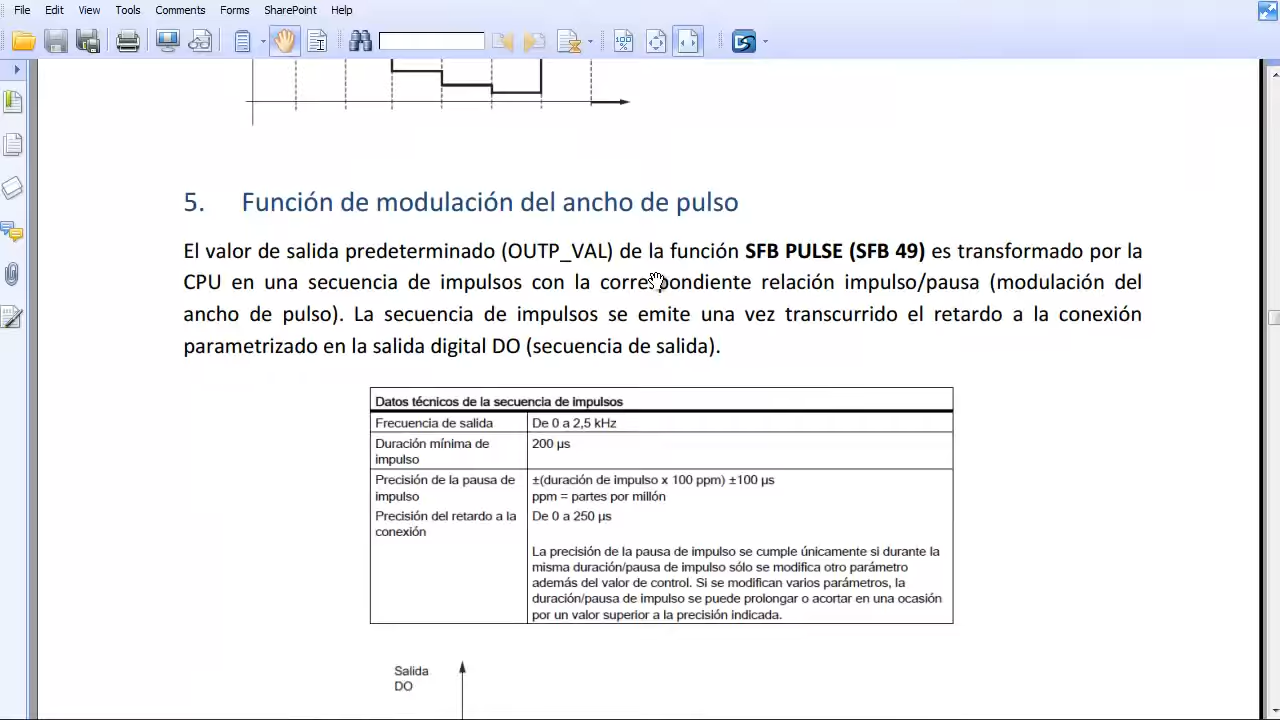 File Edit View Tools Comments Forms SharePoint Help
5. Función de modulación del ancho de pulso
El valor de salida predeterminado (OUTP_VAL) de la función SFB PULSE (SFB 49) es transformado por la
CPU en una secuencia de impulsos con la correspondiente relación impulso/pausa (modulación del
ancho de pulso). La secuencia de impulsos se emite una vez transcurrido el retardo a la conexión
parametrizado en la salida digital DO (secuencia de salida).
Datos técnicos de la secuencia de impulsos
Frecuencia de salida De 0 a 2,5 kHz
Duración mínima de 200 µs
impulso
Precisión de la pausa de ±(duración de impulso x 100 ppm) ±100 µs
impulso ppm = partes por millón
Precisión del retardo a la De 0 a 250 µs
conexión
La precisión de la pausa de impulso se cumple únicamente si durante la
misma duración/pausa de impulso sólo se modifica otro parámetro
además del valor de control. Si se modifican varios parámetros, la
duración/pausa de impulso se puede prolongar o acortar en una ocasión
por un valor superior a la precisión indicada.
Salida
DO